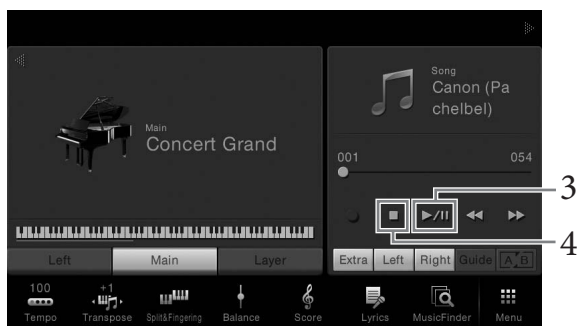 Main
Concert Grand
Song
Canon (Pa
chelbel)
001
054
3
4
Left
Main
Layer
Extra
Left
Right
Guide
A B
100
Tempo
+1
Transpose
Split&Fingering
Balance
Score
Lyrics
MusicFinder
Menu